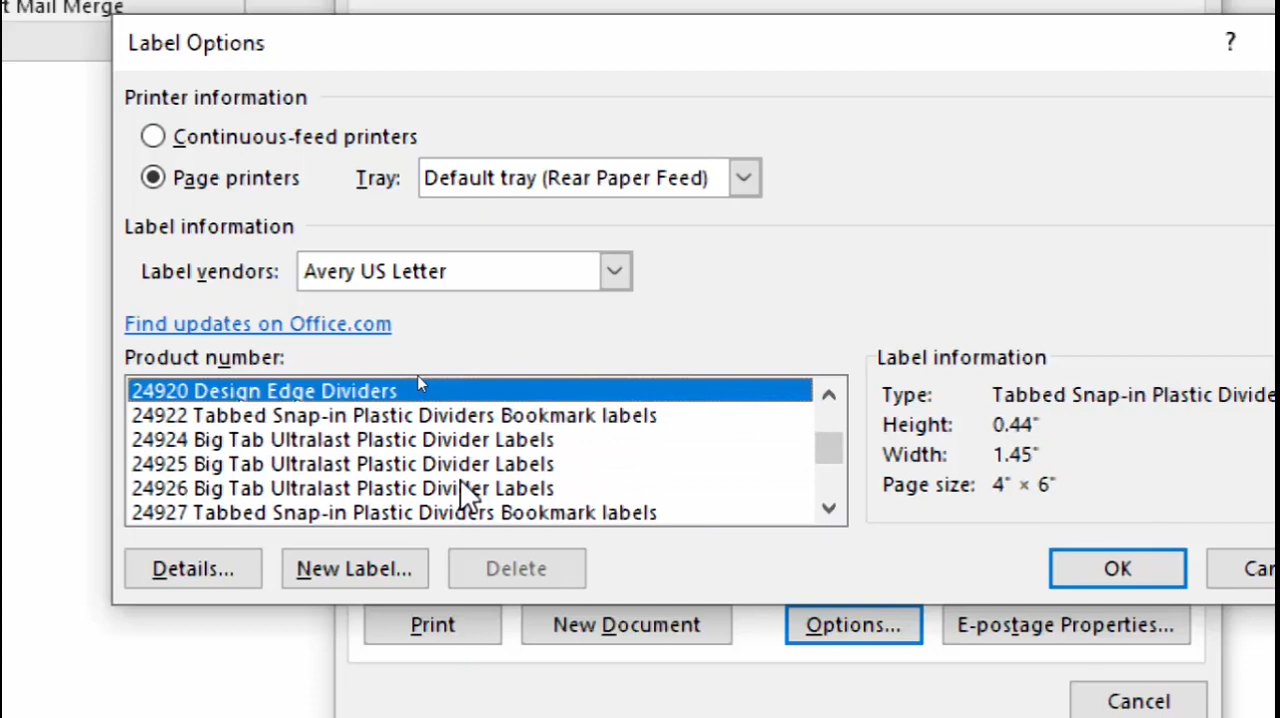 t Mail Merge
Label Options ?
Printer information
Continuous-feed printers
Page printers Tray: Default tray (Rear Paper Feed)
Label information
Label vendors: Avery US Letter
Find updates on Office.com
Product number:
24920 Design Edge Dividers
24922 Tabbed Snap-in Plastic Dividers Bookmark labels
24924 Big Tab Ultralast Plastic Divider Labels
24925 Big Tab Ultralast Plastic Divider Labels
24926 Big Tab Ultralast Plastic Divider Labels
24927 Tabbed Snap-in Plastic Dividers Bookmark labels
Label information
Type: Tabbed Snap-in Plastic Divide
Height: 0.44"
Width: 1.45"
Page size: 4" × 6"
Details... New Label... Delete OK Car
Print New Document Options... E-postage Properties...
Cancel